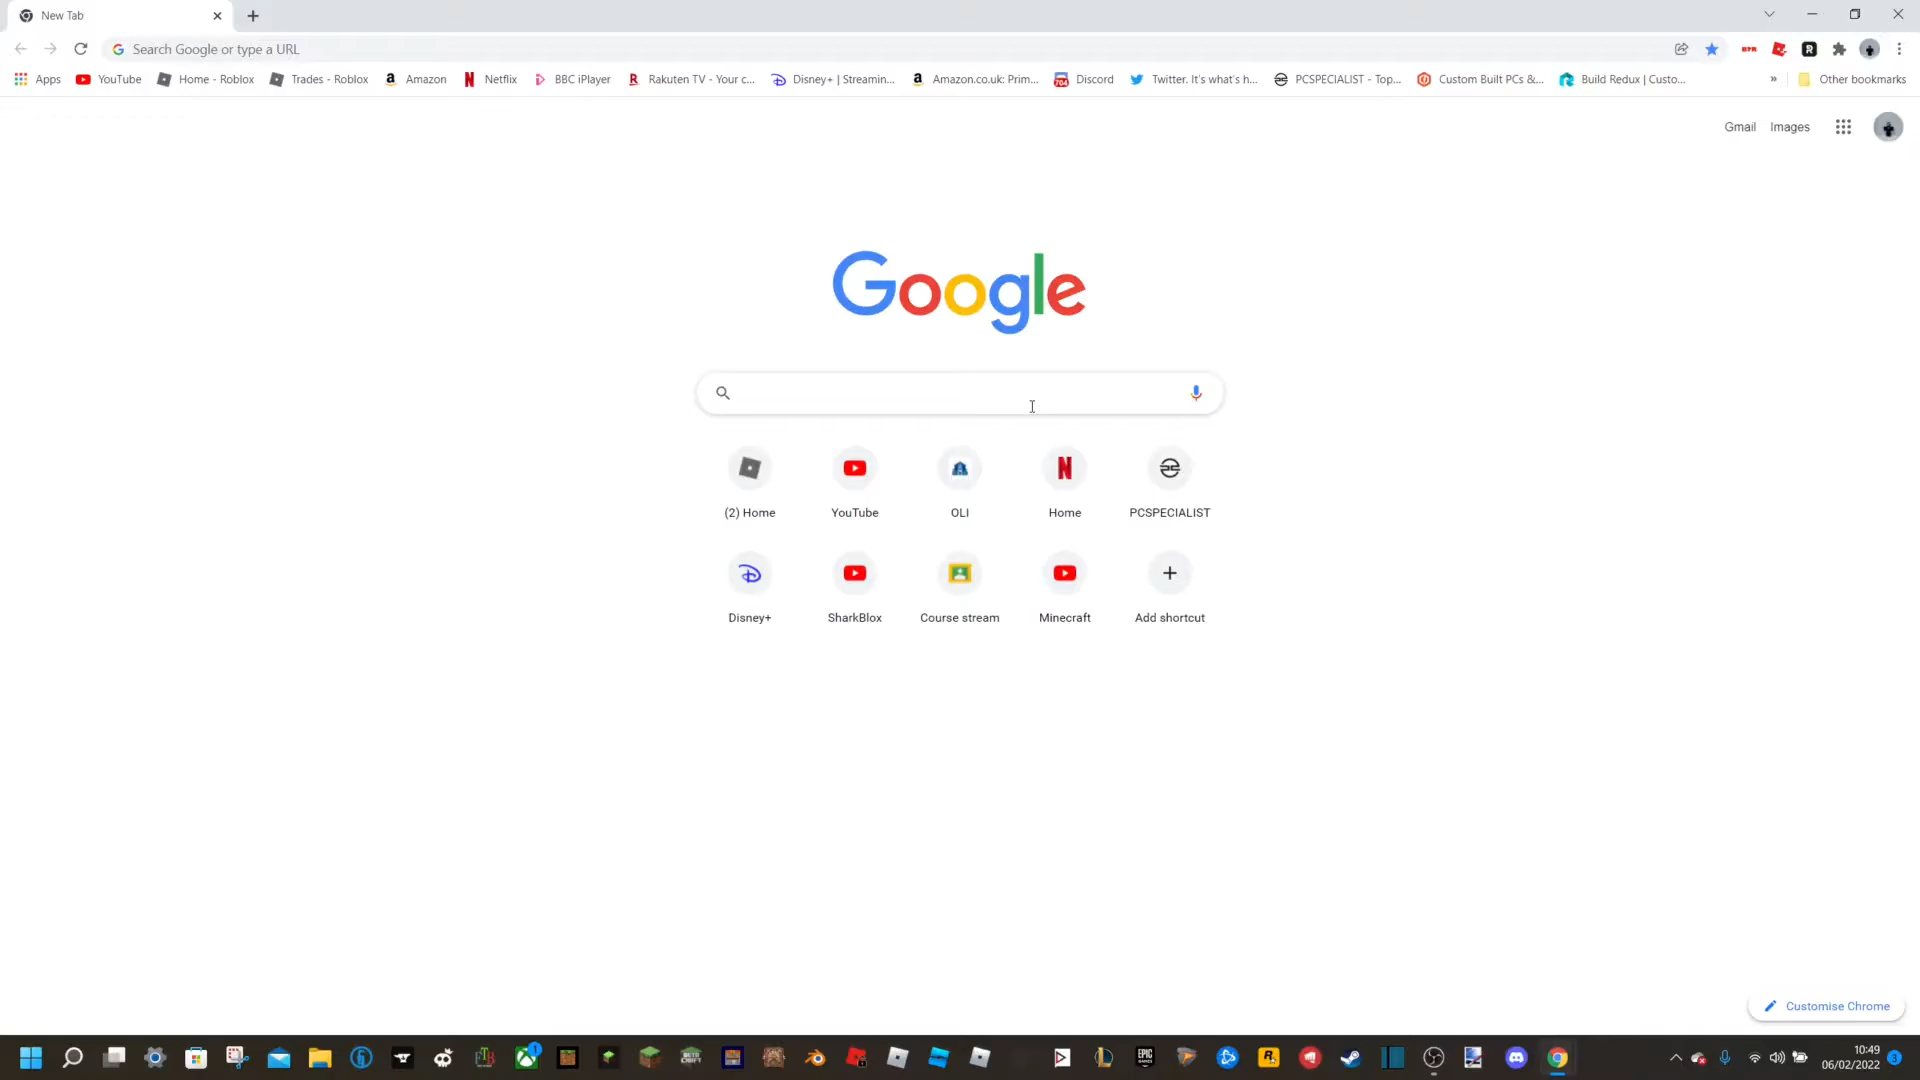 New Tab
Search Google or type a URL
Apps YouTube Home - Roblox Trades - Roblox Amazon Netflix BBC iPlayer Rakuten TV - Your c... Disney+ | Streamin... Amazon.co.uk: Prim... Discord Twitter. It's what's h... PCSPECIALIST - Top... Custom Built PCs &... Build Redux | Custo... » Other bookmarks
Gmail Images
Google
(2) Home YouTube OLI Home PCSPECIALIST
Disney+ SharkBlox Course stream Minecraft Add shortcut
Customise Chrome
10:49
06/02/2022